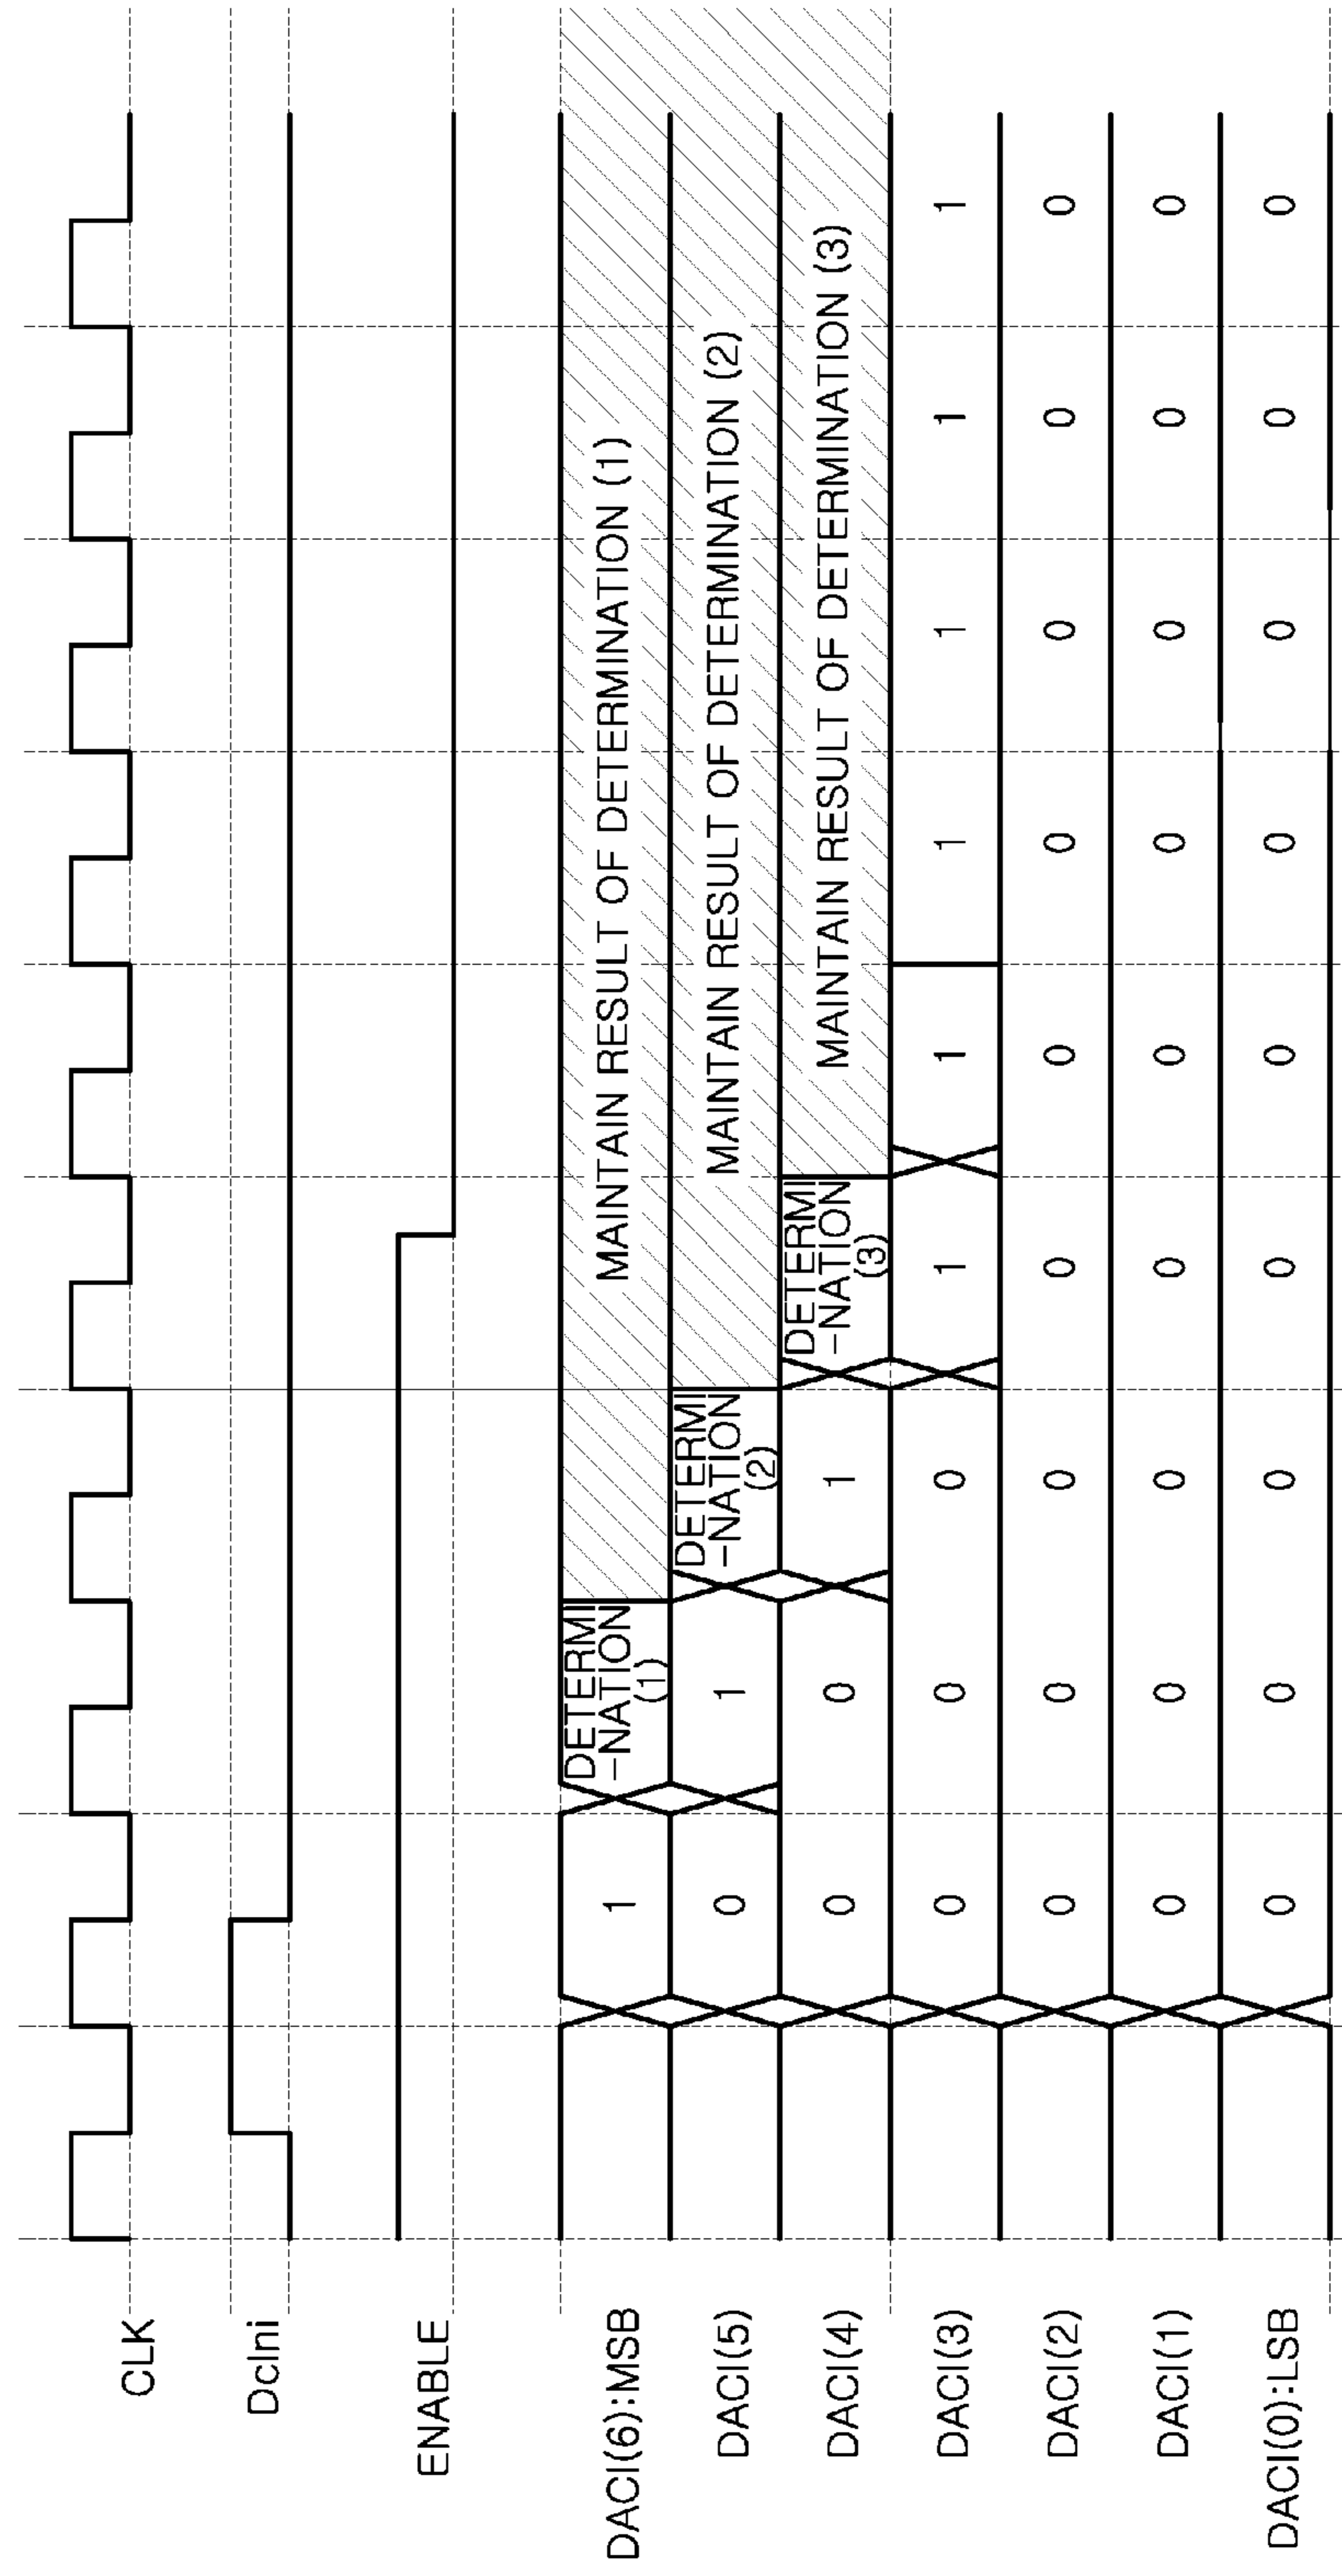 CLK
DcIni
ENABLE
DACI(6):MSB 1
DETERMI
-NATION
(1)
MAINTAIN RESULT OF DETERMINATION (1)
DACI(5) 0 1
DETERMI
-NATION
(2)
MAINTAIN RESULT OF DETERMINATION (2)
DACI(4) 0 0 1
DETERMI
-NATION
(3)
MAINTAIN RESULT OF DETERMINATION (3)
DACI(3) 0 0 0 1 1 1 1 1 1
DACI(2) 0 0 0 0 0 0 0 0 0
DACI(1) 0 0 0 0 0 0 0 0 0
DACI(0):LSB 0 0 0 0 0 0 0 0 0